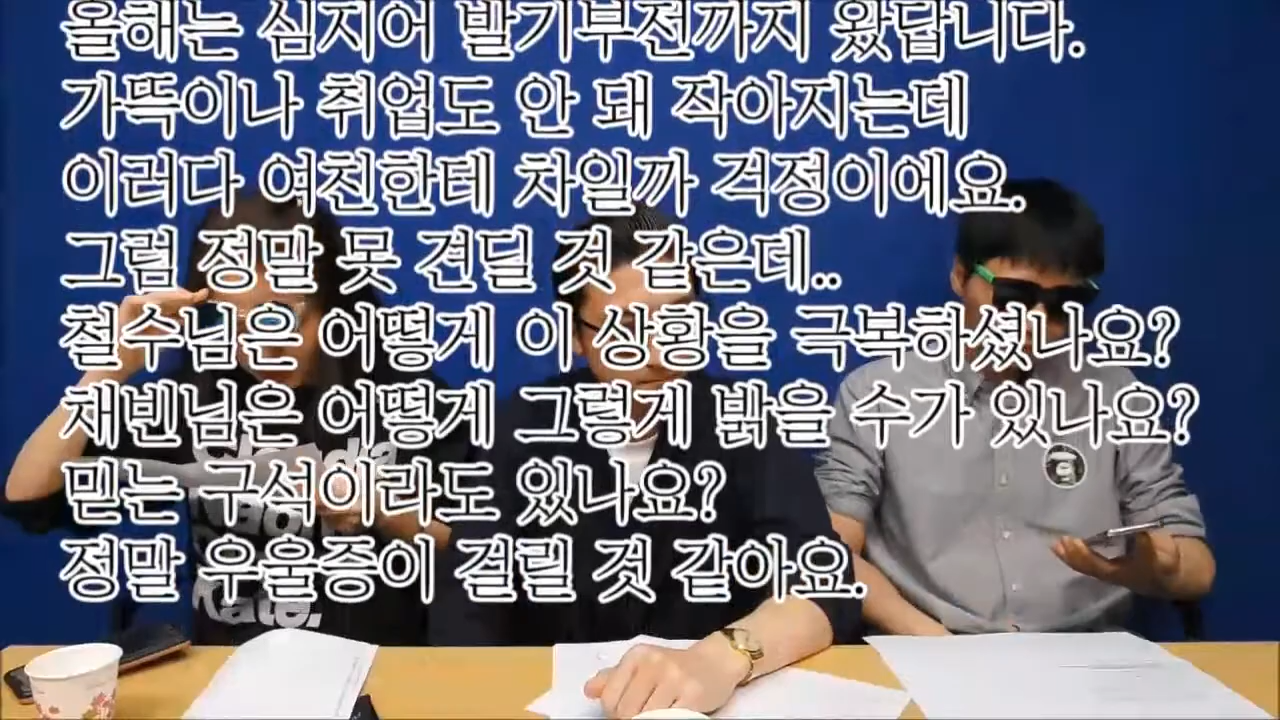 올해는 심지어 발기부전까지 왔답니다.
가뜩이나 취업도 안 돼 작아지는데
이러다 여친한테 차일까 걱정이에요.
그럼 정말 못 견딜 것 같은데..
철수님은 어떻게 이 상황을 극복하셨나요?
채빈님은 어떻게 그렇게 밝을 수가 있나요?
믿는 구석이라도 있나요?
정말 우울증이 걸릴 것 같아요.
Kate.